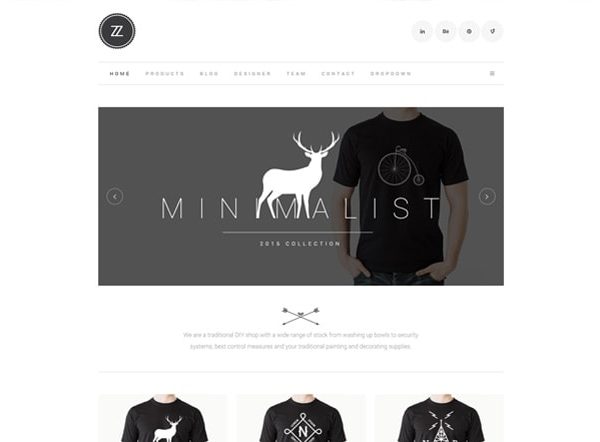 ZZ
in Bē
HOME PRODUCTS BLOG DESIGNER TEAM CONTACT DROPDOWN
MINIMALIST
2015 COLLECTION
We are a traditional DIY shop with a wide range of stock from washing up bowls to security
systems, best control measures and your traditional painting and decorating supplies.
N